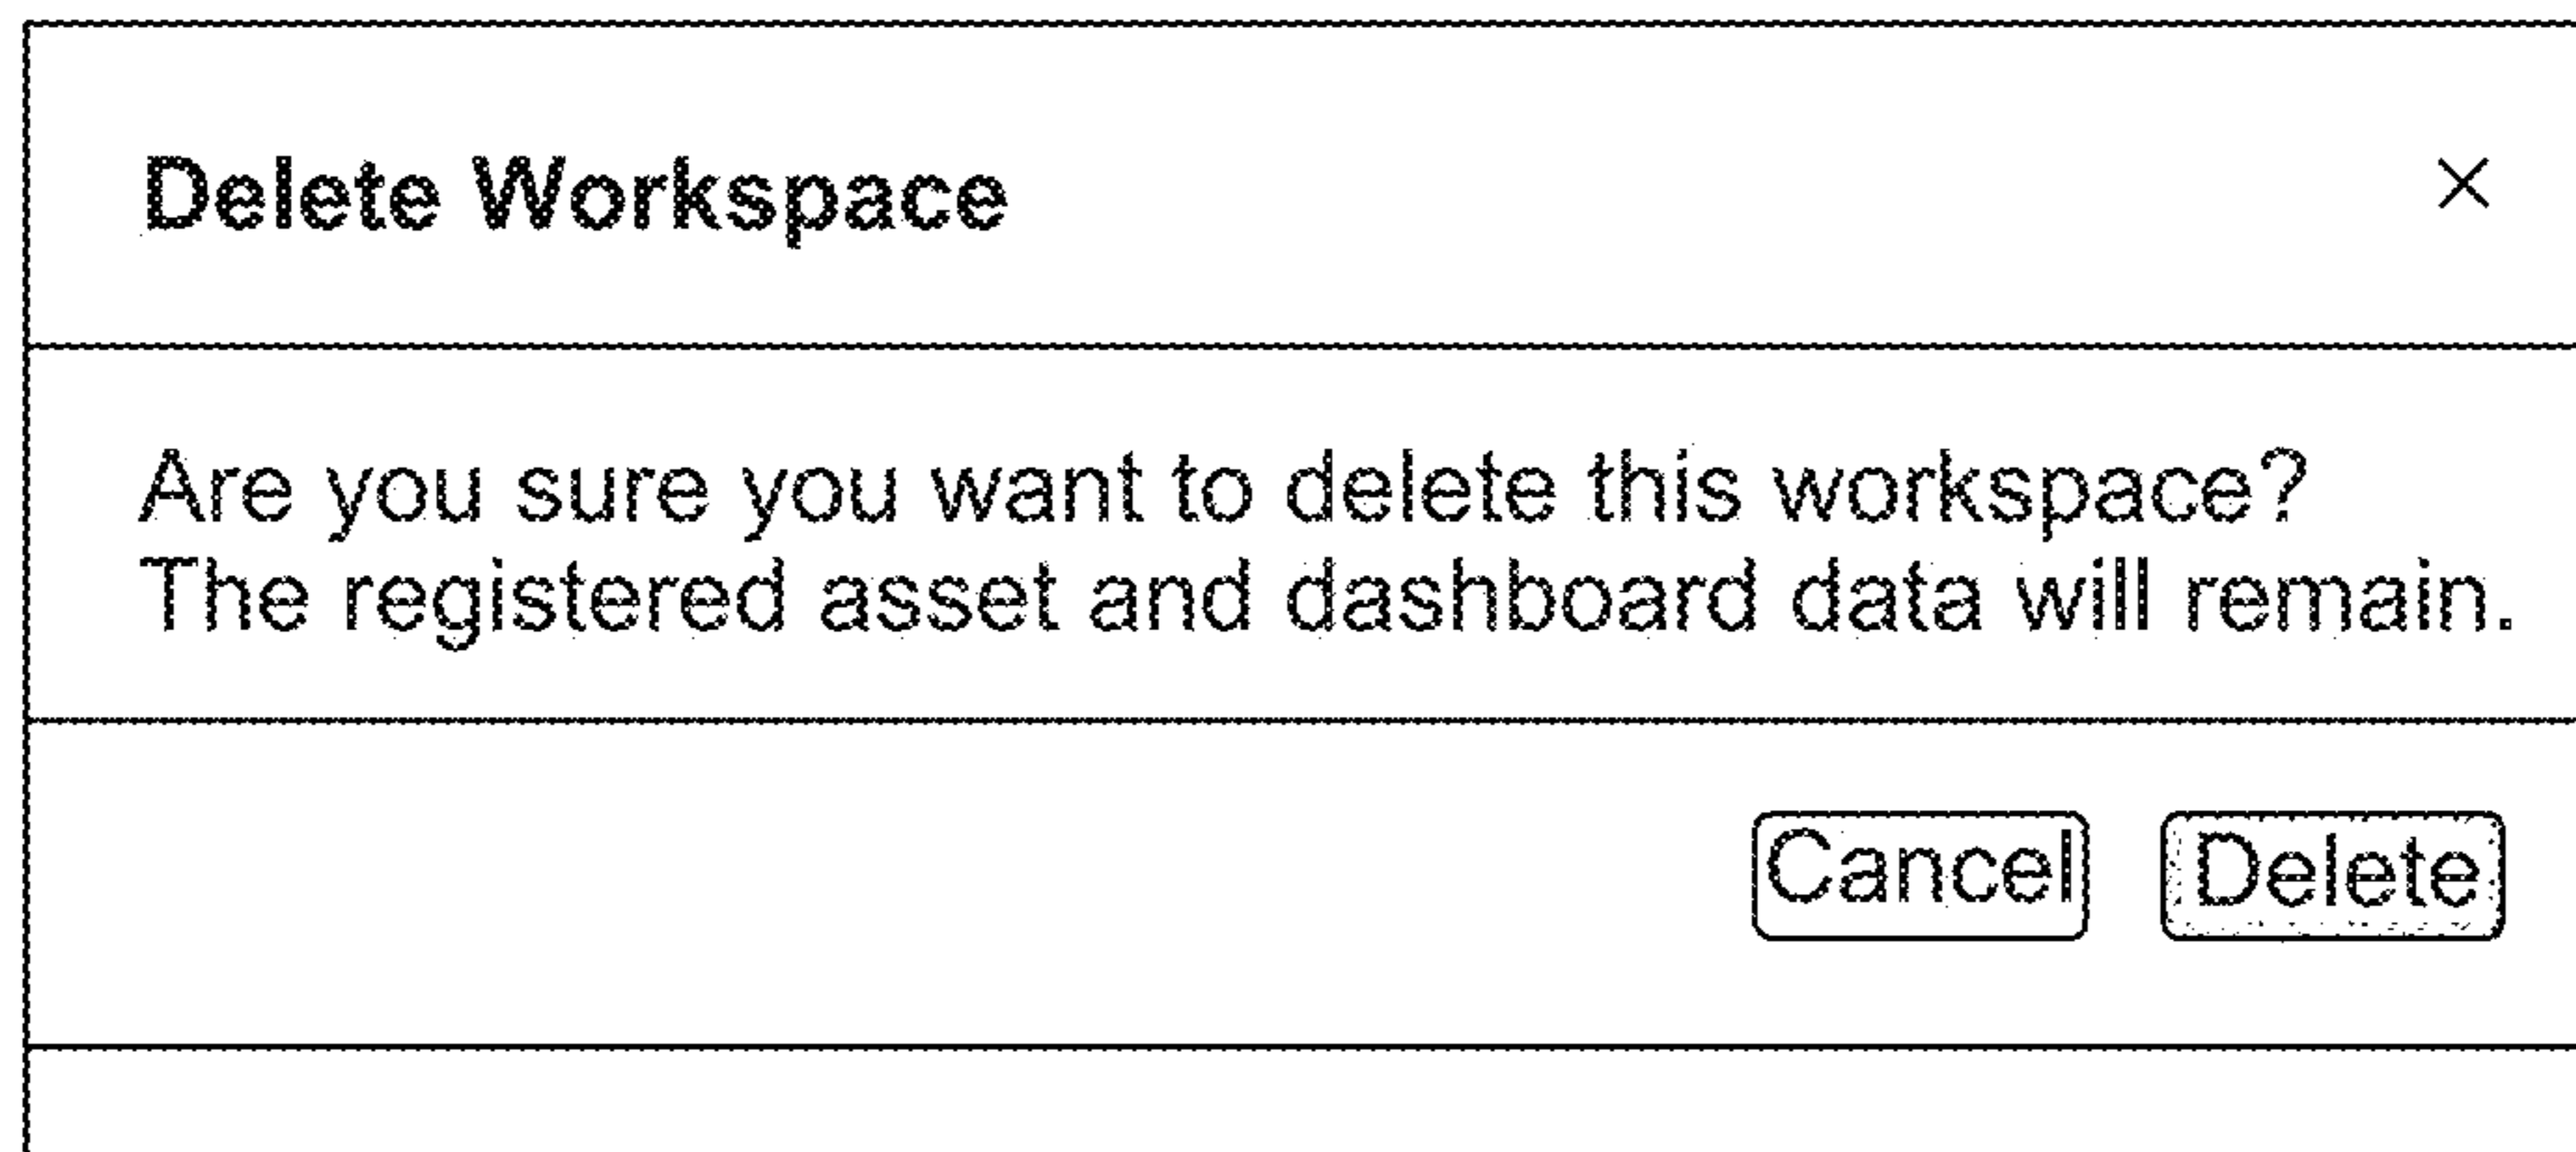 Delete Workspace ×
Are you sure you want to delete this workspace?
The registered asset and dashboard data will remain.
Cancel Delete